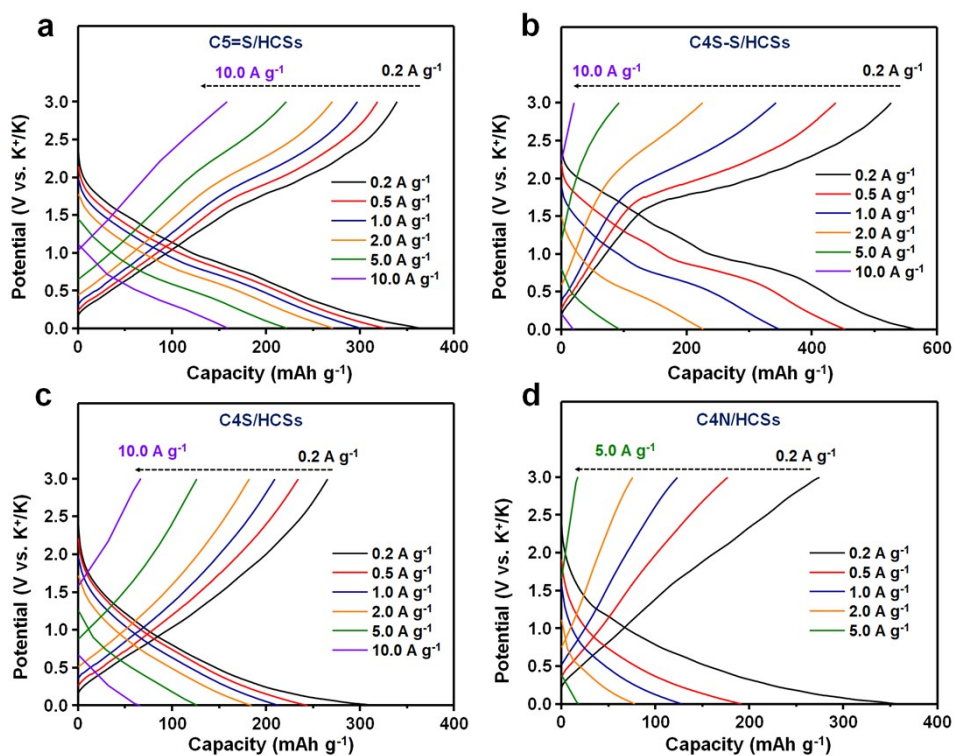 a
C5=S/HCSs
10.0 A g⁻¹
0.2 A g⁻¹
3.0
2.5
2.0
1.5
1.0
0.5
0.0
Potential (V vs. K⁺/K)
0.2 A g⁻¹
0.5 A g⁻¹
1.0 A g⁻¹
2.0 A g⁻¹
5.0 A g⁻¹
10.0 A g⁻¹
0 100 200 300 400
Capacity (mAh g⁻¹)
b
C4S-S/HCSs
10.0 A g⁻¹
0.2 A g⁻¹
3.0
2.5
2.0
1.5
1.0
0.5
0.0
Potential (V vs. K⁺/K)
0.2 A g⁻¹
0.5 A g⁻¹
1.0 A g⁻¹
2.0 A g⁻¹
5.0 A g⁻¹
10.0 A g⁻¹
0 200 400 600
Capacity (mAh g⁻¹)
c
C4S/HCSs
10.0 A g⁻¹
0.2 A g⁻¹
3.0
2.5
2.0
1.5
1.0
0.5
0.0
Potential (V vs. K⁺/K)
0.2 A g⁻¹
0.5 A g⁻¹
1.0 A g⁻¹
2.0 A g⁻¹
5.0 A g⁻¹
10.0 A g⁻¹
0 100 200 300 400
Capacity (mAh g⁻¹)
d
C4N/HCSs
5.0 A g⁻¹
0.2 A g⁻¹
3.0
2.5
2.0
1.5
1.0
0.5
0.0
Potential (V vs. K⁺/K)
0.2 A g⁻¹
0.5 A g⁻¹
1.0 A g⁻¹
2.0 A g⁻¹
5.0 A g⁻¹
0 100 200 300 400
Capacity (mAh g⁻¹)